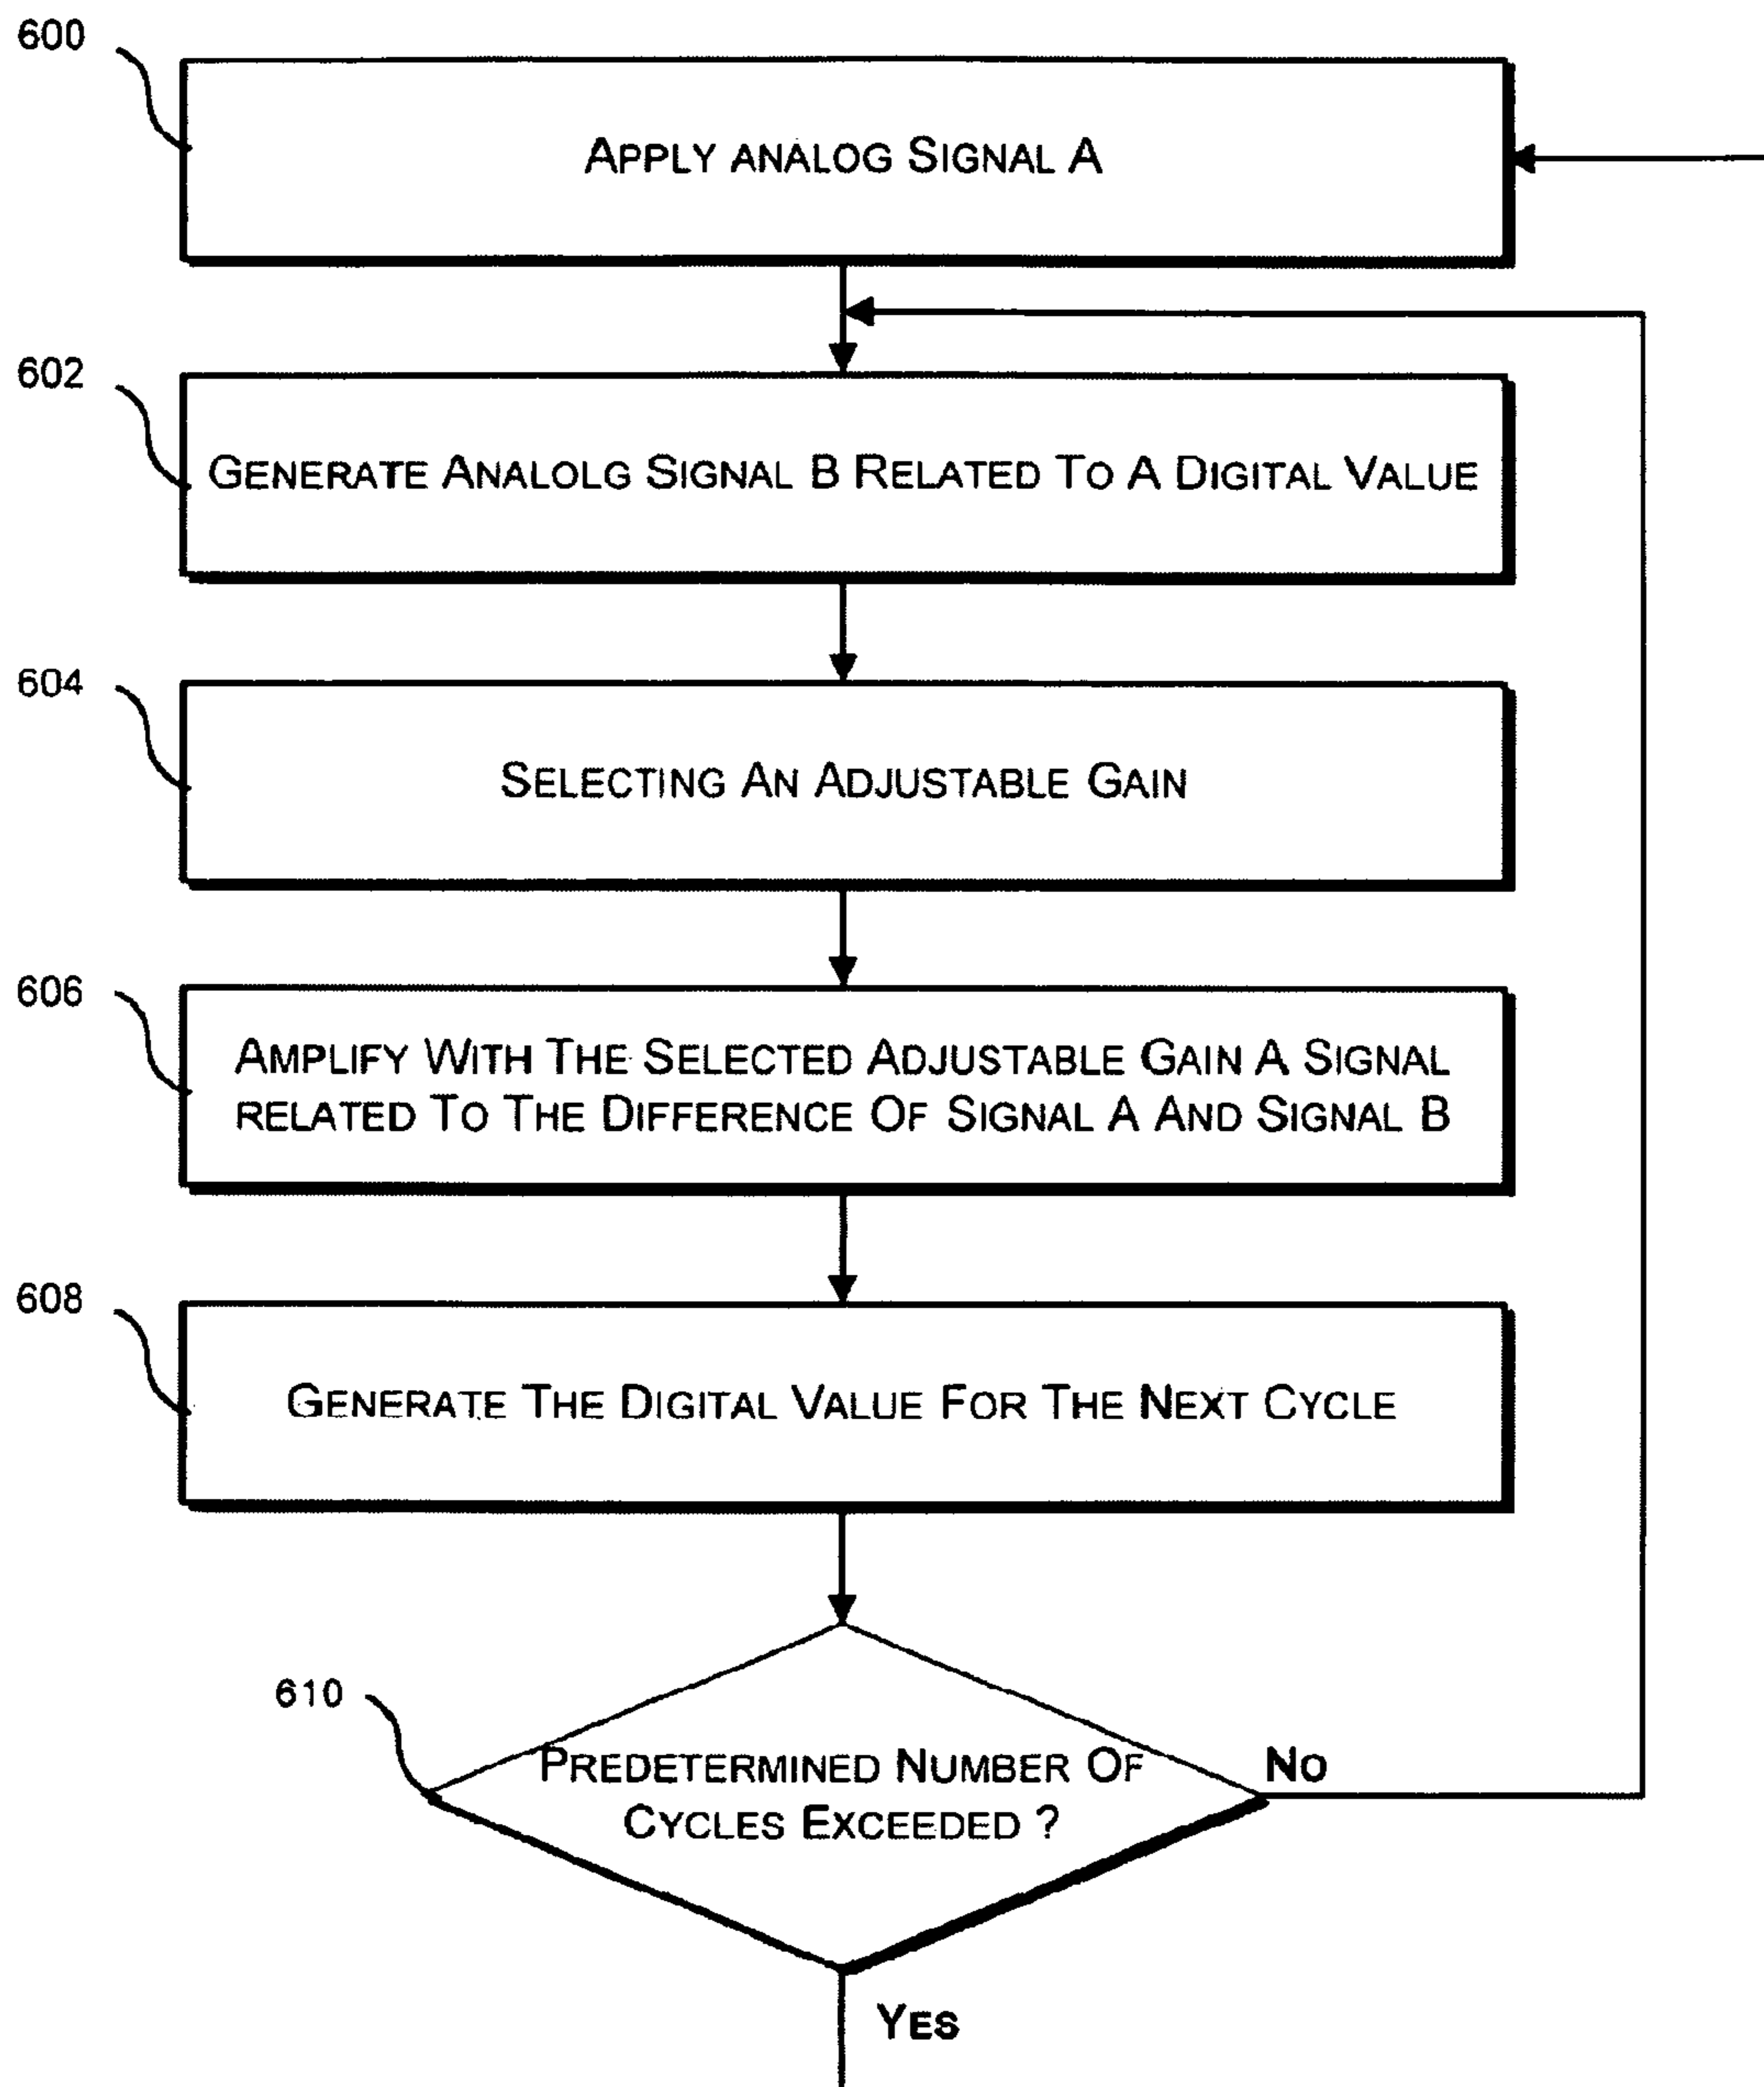 600
APPLY ANALOG SIGNAL A
602
GENERATE ANALOLG SIGNAL B RELATED TO A DIGITAL VALUE
604
SELECTING AN ADJUSTABLE GAIN
606
AMPLIFY WITH THE SELECTED ADJUSTABLE GAIN A SIGNAL
RELATED TO THE DIFFERENCE OF SIGNAL A AND SIGNAL B
608
GENERATE THE DIGITAL VALUE FOR THE NEXT CYCLE
610
PREDETERMINED NUMBER OF
CYCLES EXCEEDED ?
NO
YES